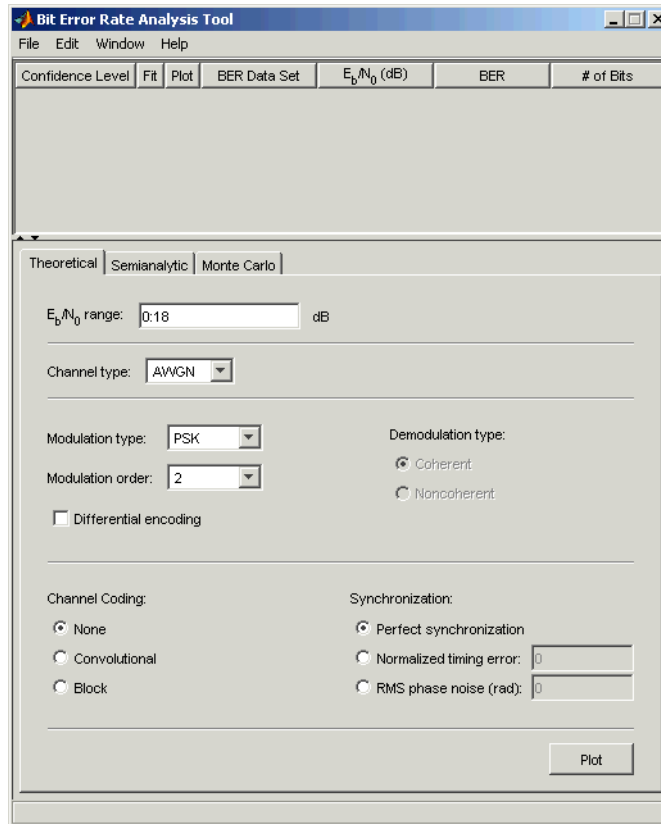 Bit Error Rate Analysis Tool
File Edit Window Help
Confidence Level Fit Plot BER Data Set Eb/N0 (dB) BER # of Bits
Theoretical Semianalytic Monte Carlo
Eb/N0 range: 0:18 dB
Channel type: AWGN
Modulation type: PSK Demodulation type:
Coherent
Modulation order: 2
Noncoherent
Differential encoding
Channel Coding: Synchronization:
None Perfect synchronization
Convolutional Normalized timing error: 0
Block RMS phase noise (rad): 0
Plot